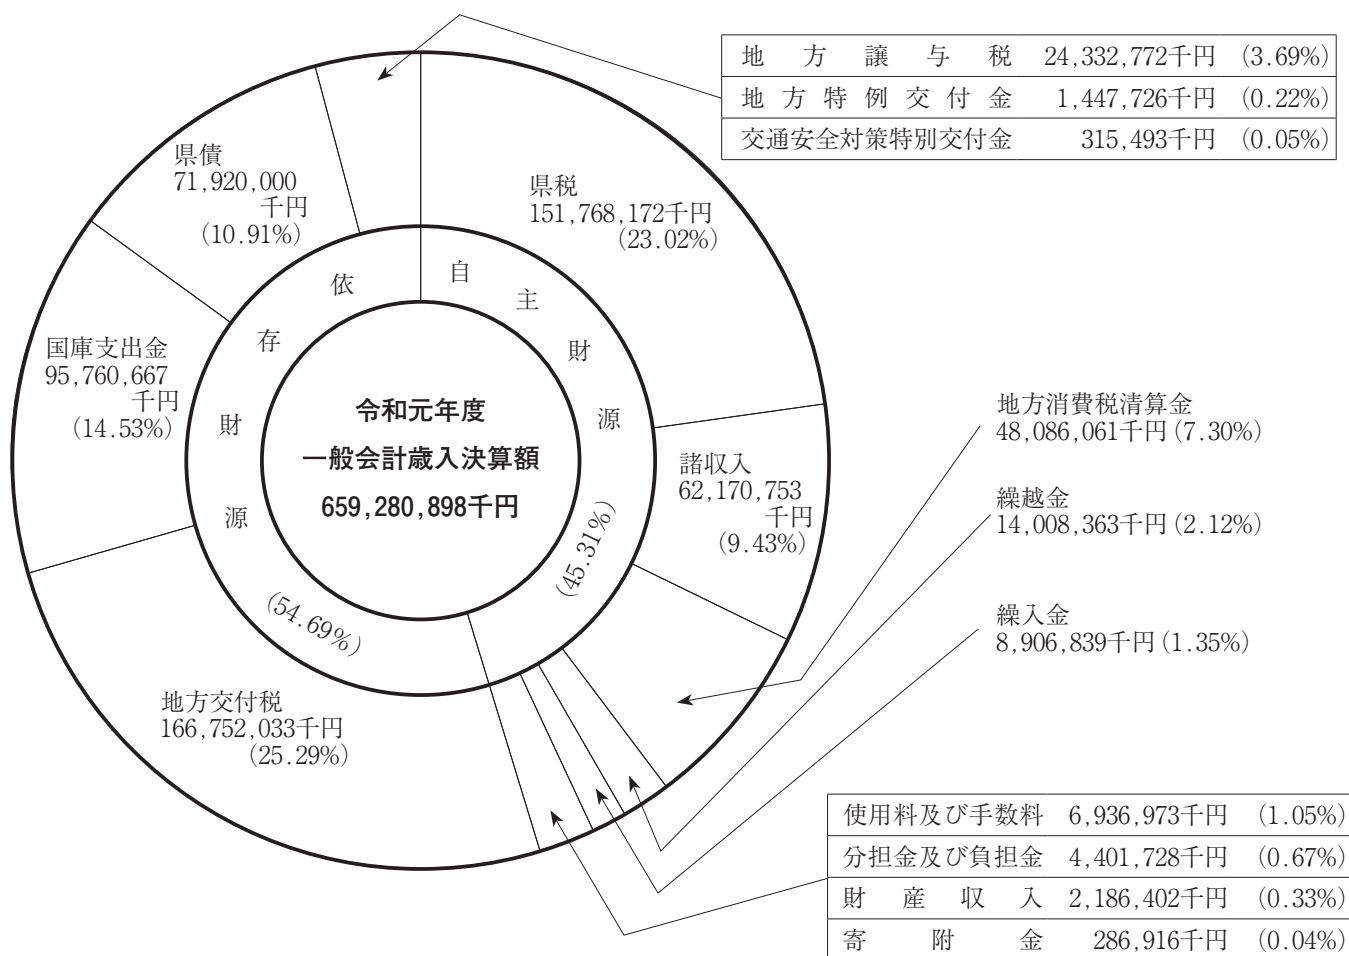 地方譲与税 24,332,772千円 (3.69%)
地方特例交付金 1,447,726千円 (0.22%)
交通安全対策特別交付金 315,493千円 (0.05%)
県税
151,768,172千円
(23.02%)
県債
71,920,000
千円
(10.91%)
国庫支出金
95,760,667
千円
(14.53%)
依存財源
(54.69%)
自主財源
(45.31%)
令和元年度
一般会計歳入決算額
659,280,898千円
諸収入
62,170,753
千円
(9.43%)
地方消費税清算金
48,086,061千円(7.30%)
繰越金
14,008,363千円(2.12%)
繰入金
8,906,839千円(1.35%)
地方交付税
166,752,033千円
(25.29%)
使用料及び手数料 6,936,973千円 (1.05%)
分担金及び負担金 4,401,728千円 (0.67%)
財産収入 2,186,402千円 (0.33%)
寄附金 286,916千円 (0.04%)